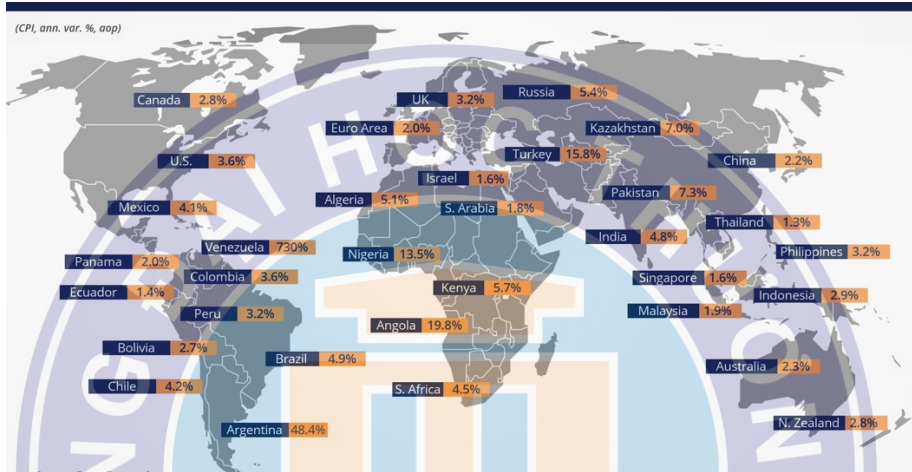 (CPI, ann. var. %, aop)
Canada 2.8%
UK 3.2%
Russia 5.4%
Euro Area 2.0%
Kazakhstan 7.0%
U.S. 3.6%
Turkey 15.8%
China 2.2%
Israel 1.6%
Pakistan 7.3%
Algeria 5.1%
Mexico 4.1%
S. Arabia 1.8%
Thailand 1.3%
India 4.8%
Venezuela 730%
Nigeria 13.5%
Philippines 3.2%
Panama 2.0%
Colombia 3.6%
Singapore 1.6%
Kenya 5.7%
Ecuador 1.4%
Indonesia 2.9%
Peru 3.2%
Malaysia 1.9%
Angola 19.8%
Bolivia 2.7%
Brazil 4.9%
Australia 2.3%
Chile 4.2%
S. Africa 4.5%
N. Zealand 2.8%
Argentina 48.4%